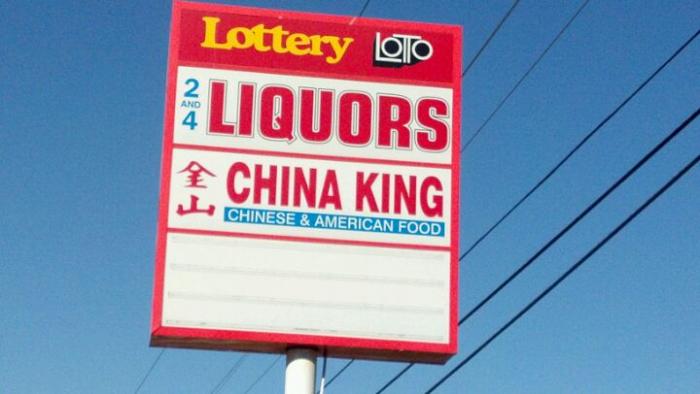 Lottery LOTTO
2 AND 4 LIQUORS
金山 CHINA KING
CHINESE & AMERICAN FOOD